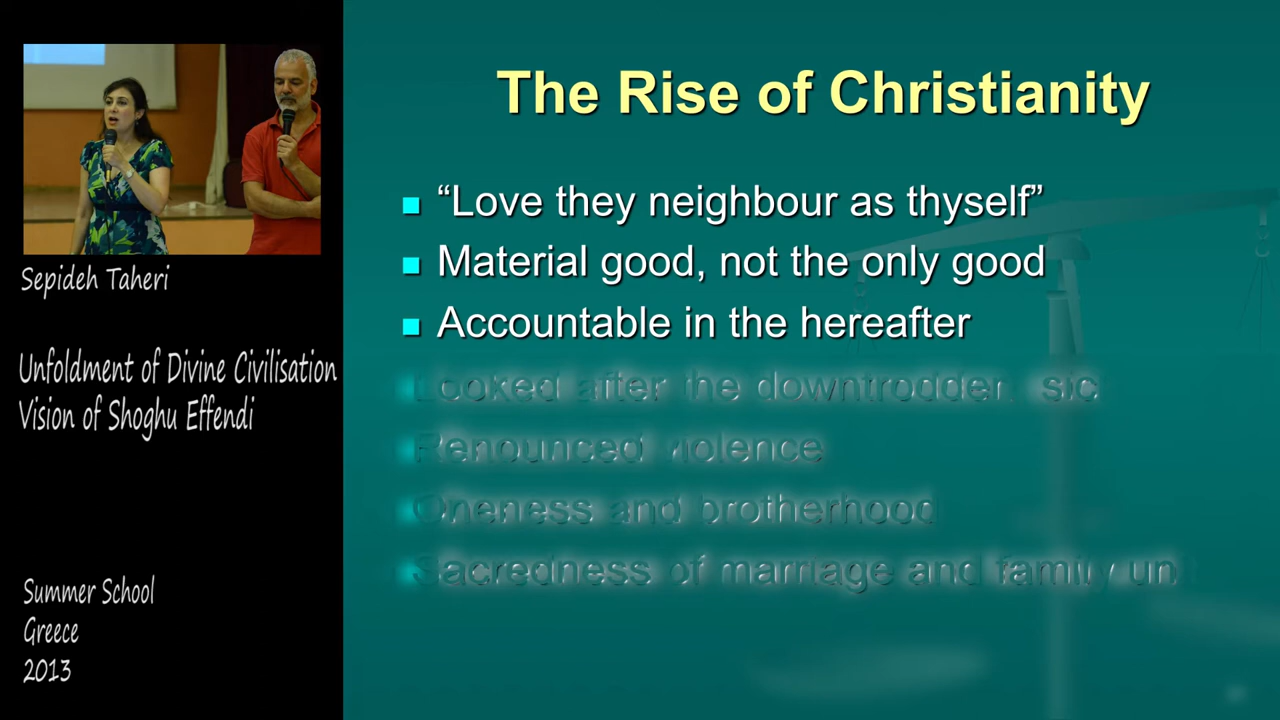 Sepideh Taheri
Unfoldment of Divine Civilisation
Vision of Shoghu Effendi
Summer School
Greece
2013
The Rise of Christianity
“Love they neighbour as thyself”
Material good, not the only good
Accountable in the hereafter
Looked after the downtrodden
Renounced violence
Oneness and brotherhood
Sacredness of marriage and family